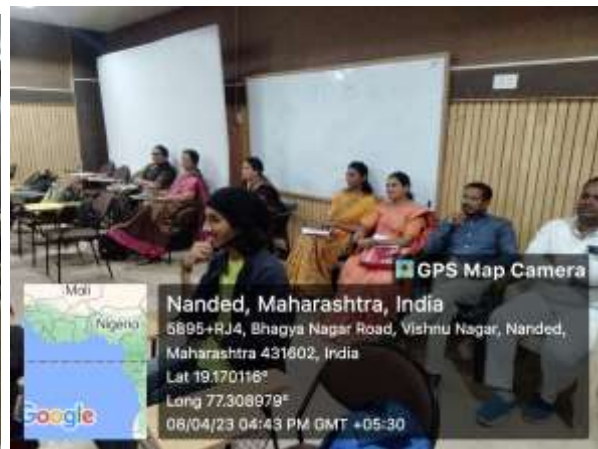 GPS Map Camera
Mali
Nigeria
Google
Nanded, Maharashtra, India
5895+RJ4, Bhagya Nagar Road, Vishnu Nagar, Nanded,
Maharashtra 431602, India
Lat 19.170116°
Long 77.308979°
08/04/23 04:43 PM GMT +05:30